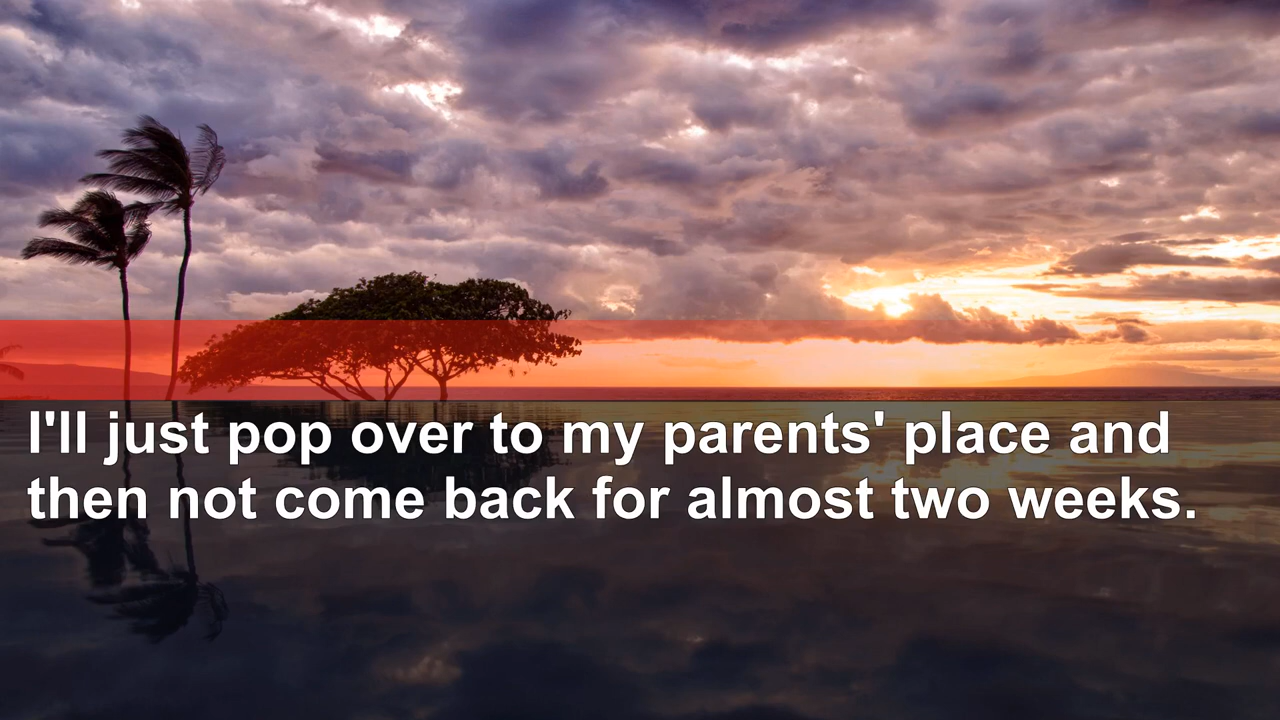 I'll just pop over to my parents' place and
then not come back for almost two weeks.